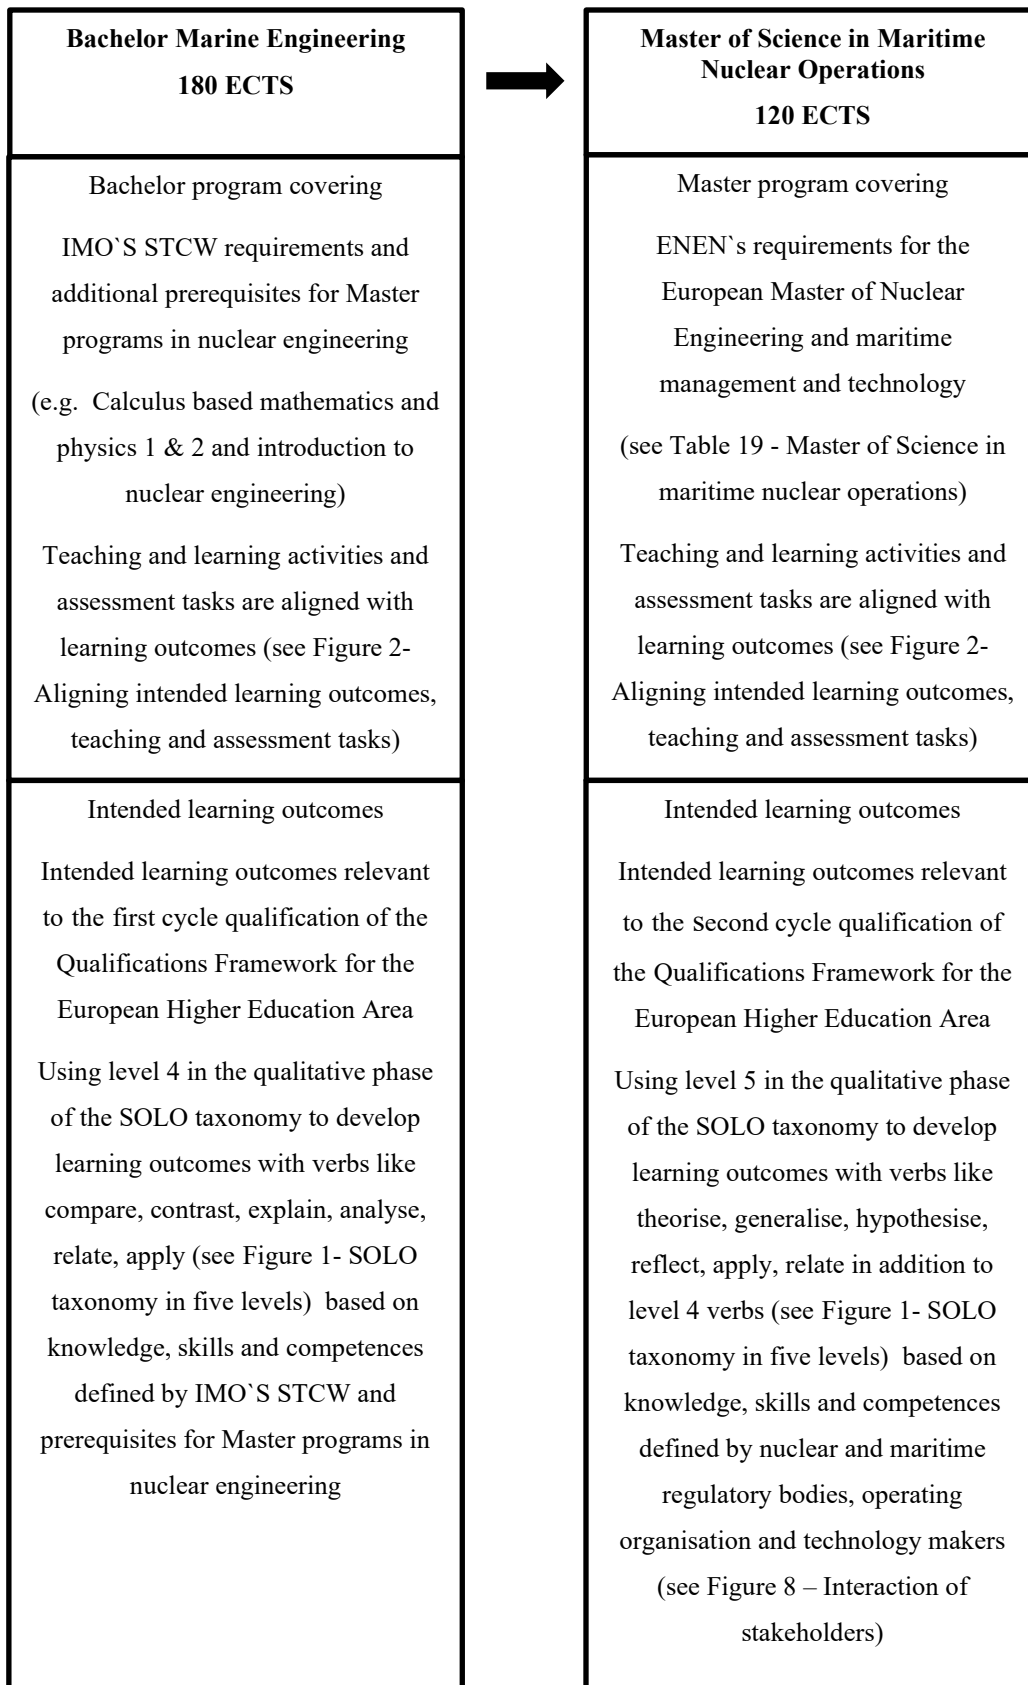 Bachelor Marine Engineering
180 ECTS
Bachelor program covering
IMO`S STCW requirements and
additional prerequisites for Master
programs in nuclear engineering
(e.g.  Calculus based mathematics and
physics 1 & 2 and introduction to
nuclear engineering)
Teaching and learning activities and
assessment tasks are aligned with
learning outcomes (see Figure 2-
Aligning intended learning outcomes,
teaching and assessment tasks)
Intended learning outcomes
Intended learning outcomes relevant
to the first cycle qualification of the
Qualifications Framework for the
European Higher Education Area
Using level 4 in the qualitative phase
of the SOLO taxonomy to develop
learning outcomes with verbs like
compare, contrast, explain, analyse,
relate, apply (see Figure 1- SOLO
taxonomy in five levels)  based on
knowledge, skills and competences
defined by IMO`S STCW and
prerequisites for Master programs in
nuclear engineering
Master of Science in Maritime
Nuclear Operations
120 ECTS
Master program covering
ENEN`s requirements for the
European Master of Nuclear
Engineering and maritime
management and technology
(see Table 19 - Master of Science in
maritime nuclear operations)
Teaching and learning activities and
assessment tasks are aligned with
learning outcomes (see Figure 2-
Aligning intended learning outcomes,
teaching and assessment tasks)
Intended learning outcomes
Intended learning outcomes relevant
to the second cycle qualification of
the Qualifications Framework for the
European Higher Education Area
Using level 5 in the qualitative phase
of the SOLO taxonomy to develop
learning outcomes with verbs like
theorise, generalise, hypothesise,
reflect, apply, relate in addition to
level 4 verbs (see Figure 1- SOLO
taxonomy in five levels)  based on
knowledge, skills and competences
defined by nuclear and maritime
regulatory bodies, operating
organisation and technology makers
(see Figure 8 – Interaction of
stakeholders)